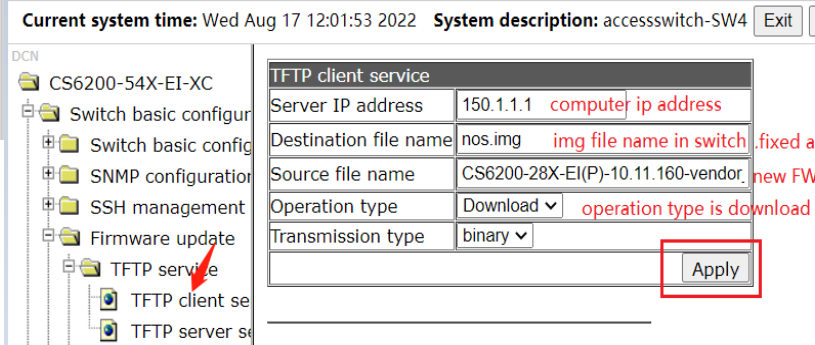 Current system time: Wed Aug 17 12:01:53 2022 System description: accessswitch-SW4 Exit
DCN
CS6200-54X-EI-XC
Switch basic configur
Switch basic config
SNMP configuration
SSH management
Firmware update
TFTP service
TFTP client se
TFTP server se
TFTP client service
Server IP address 150.1.1.1 computer ip address
Destination file name nos.img img file name in switch .fixed a
Source file name CS6200-28X-EI(P)-10.11.160-vendor_ new FW
Operation type Download operation type is download
Transmission type binary
Apply